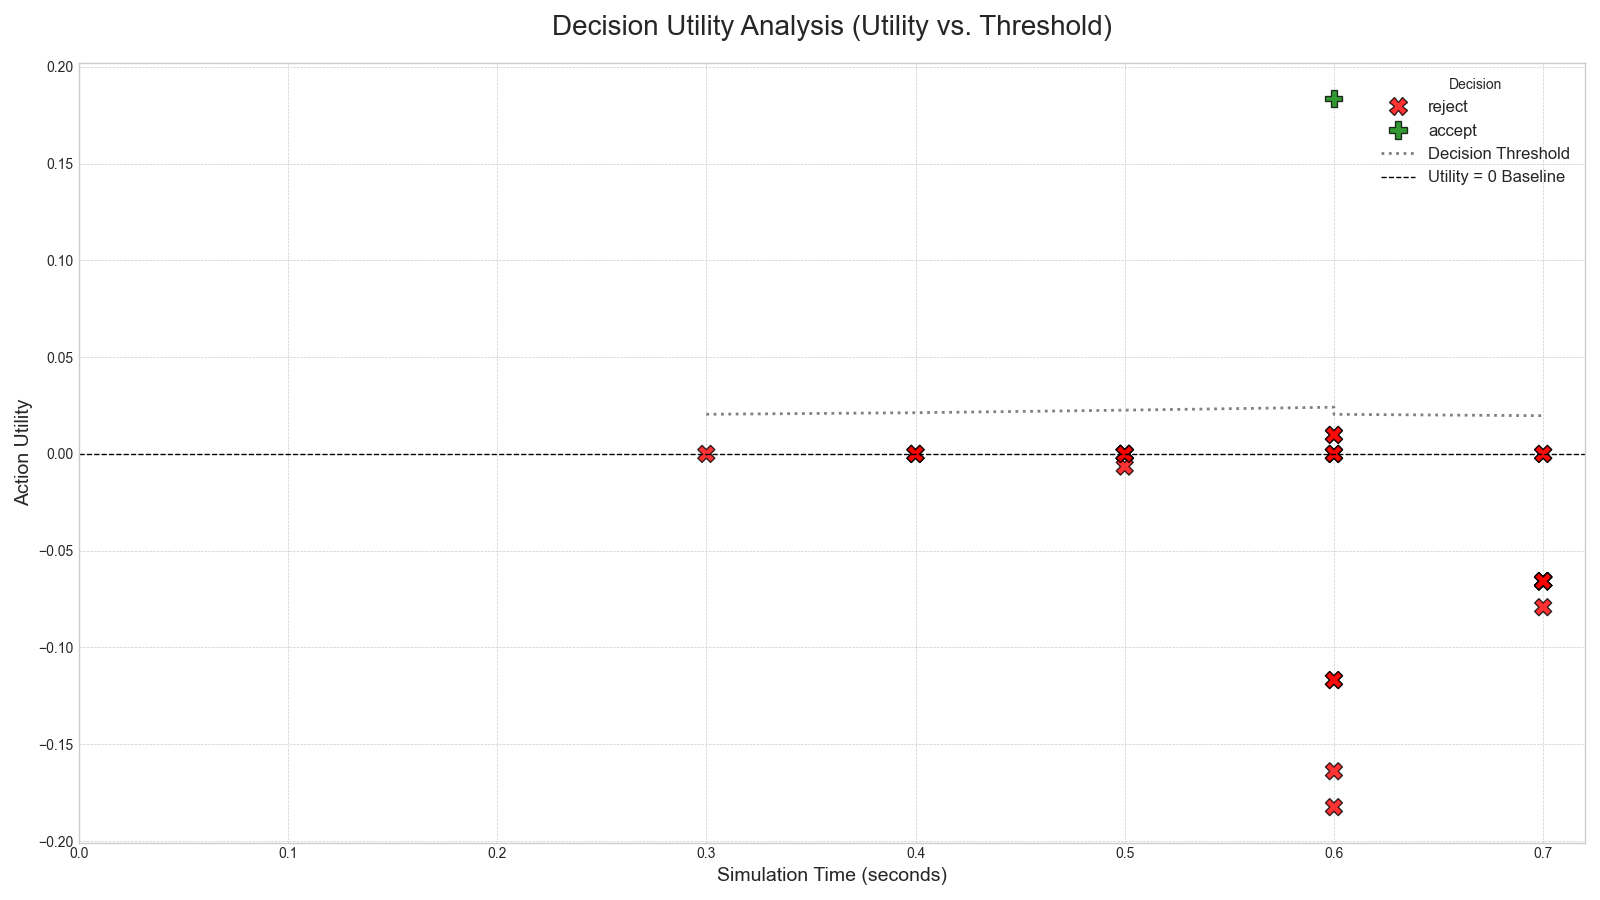 Decision Utility Analysis (Utility vs. Threshold)
Decision
reject
accept
Decision Threshold
Utility = 0 Baseline
Action Utility
0.20
0.15
0.10
0.05
0.00
−0.05
−0.10
−0.15
−0.20
0.0 0.1 0.2 0.3 0.4 0.5 0.6 0.7
Simulation Time (seconds)